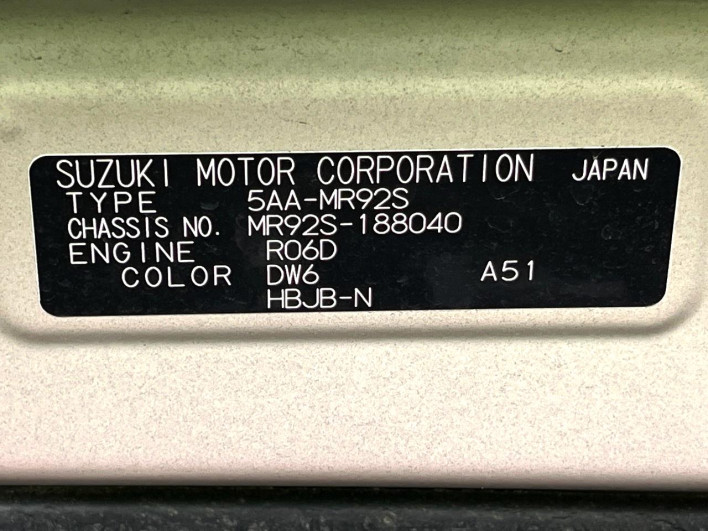 SUZUKI MOTOR CORPORATION JAPAN
TYPE 5AA-MR92S
CHASSIS NO. MR92S-188040
ENGINE R06D
COLOR DW6 A51
HBJB-N